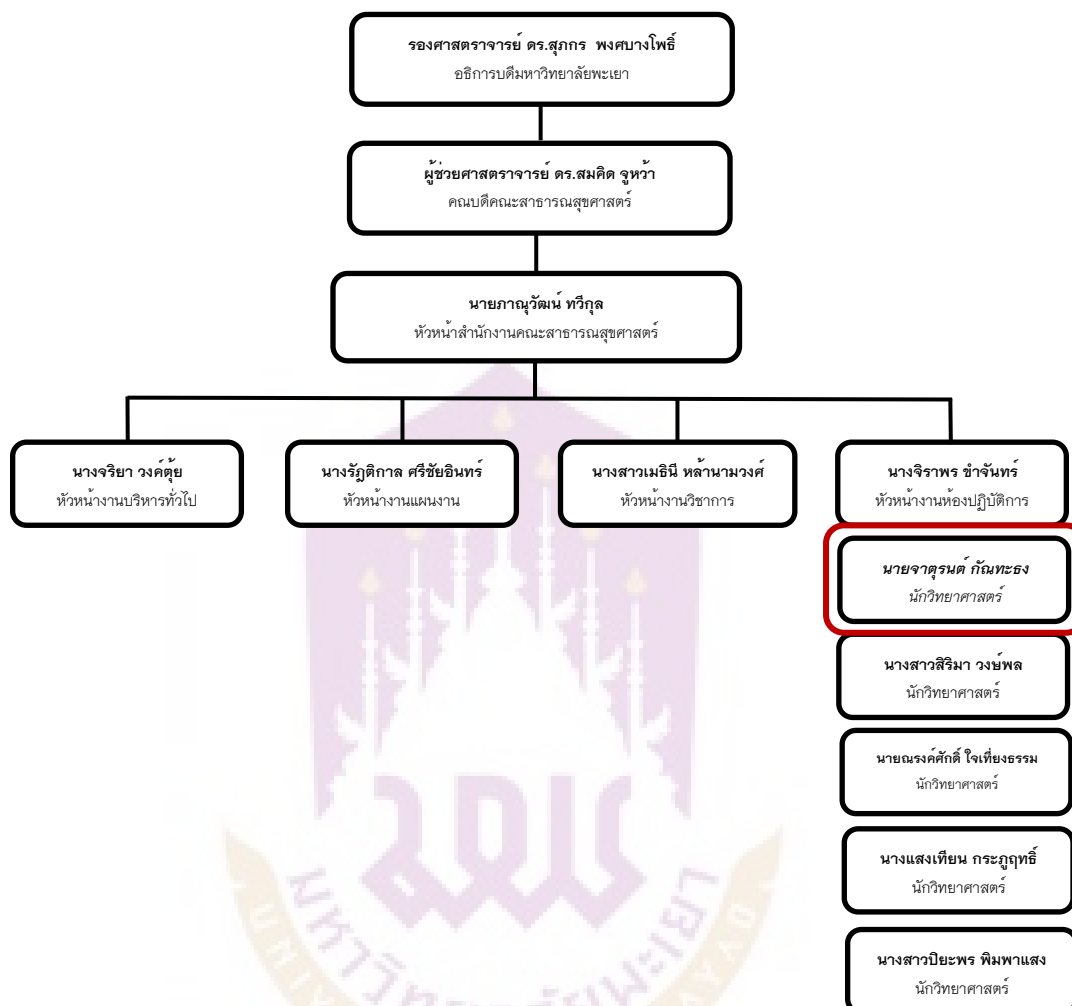 รองศาสตราจารย์ ดร.สุภกร พงศบางโพธิ์
อธิการบดีมหาวิทยาลัยพะเยา
ผู้ช่วยศาสตราจารย์ ดร.สมคิด จูหว้า
คณบดีคณะสาธารณสุขศาสตร์
นายภาณุวัฒน์ ทวีกุล
หัวหน้าสำนักงานคณะสาธารณสุขศาสตร์
นางจริยา วงค์ตุ้ย
หัวหน้างานบริหารทั่วไป
นางรัฎติกาล ศรีชัยอินทร์
หัวหน้างานแผนงาน
นางสาวเมธินี หล้านามวงศ์
หัวหน้างานวิชาการ
นางจิราพร ขำจันทร์
หัวหน้างานห้องปฏิบัติการ
นายจาตุรนต์ กัณทะธง
นักวิทยาศาสตร์
นางสาวสิริมา วงษ์พล
นักวิทยาศาสตร์
นายณรงค์ศักดิ์ ใจเที่ยงธรรม
นักวิทยาศาสตร์
นางแสงเทียน กระภูฤทธิ์
นักวิทยาศาสตร์
นางสาวปิยะพร พิมพาแสง
นักวิทยาศาสตร์
มหาวิทยาลัยพะเยา